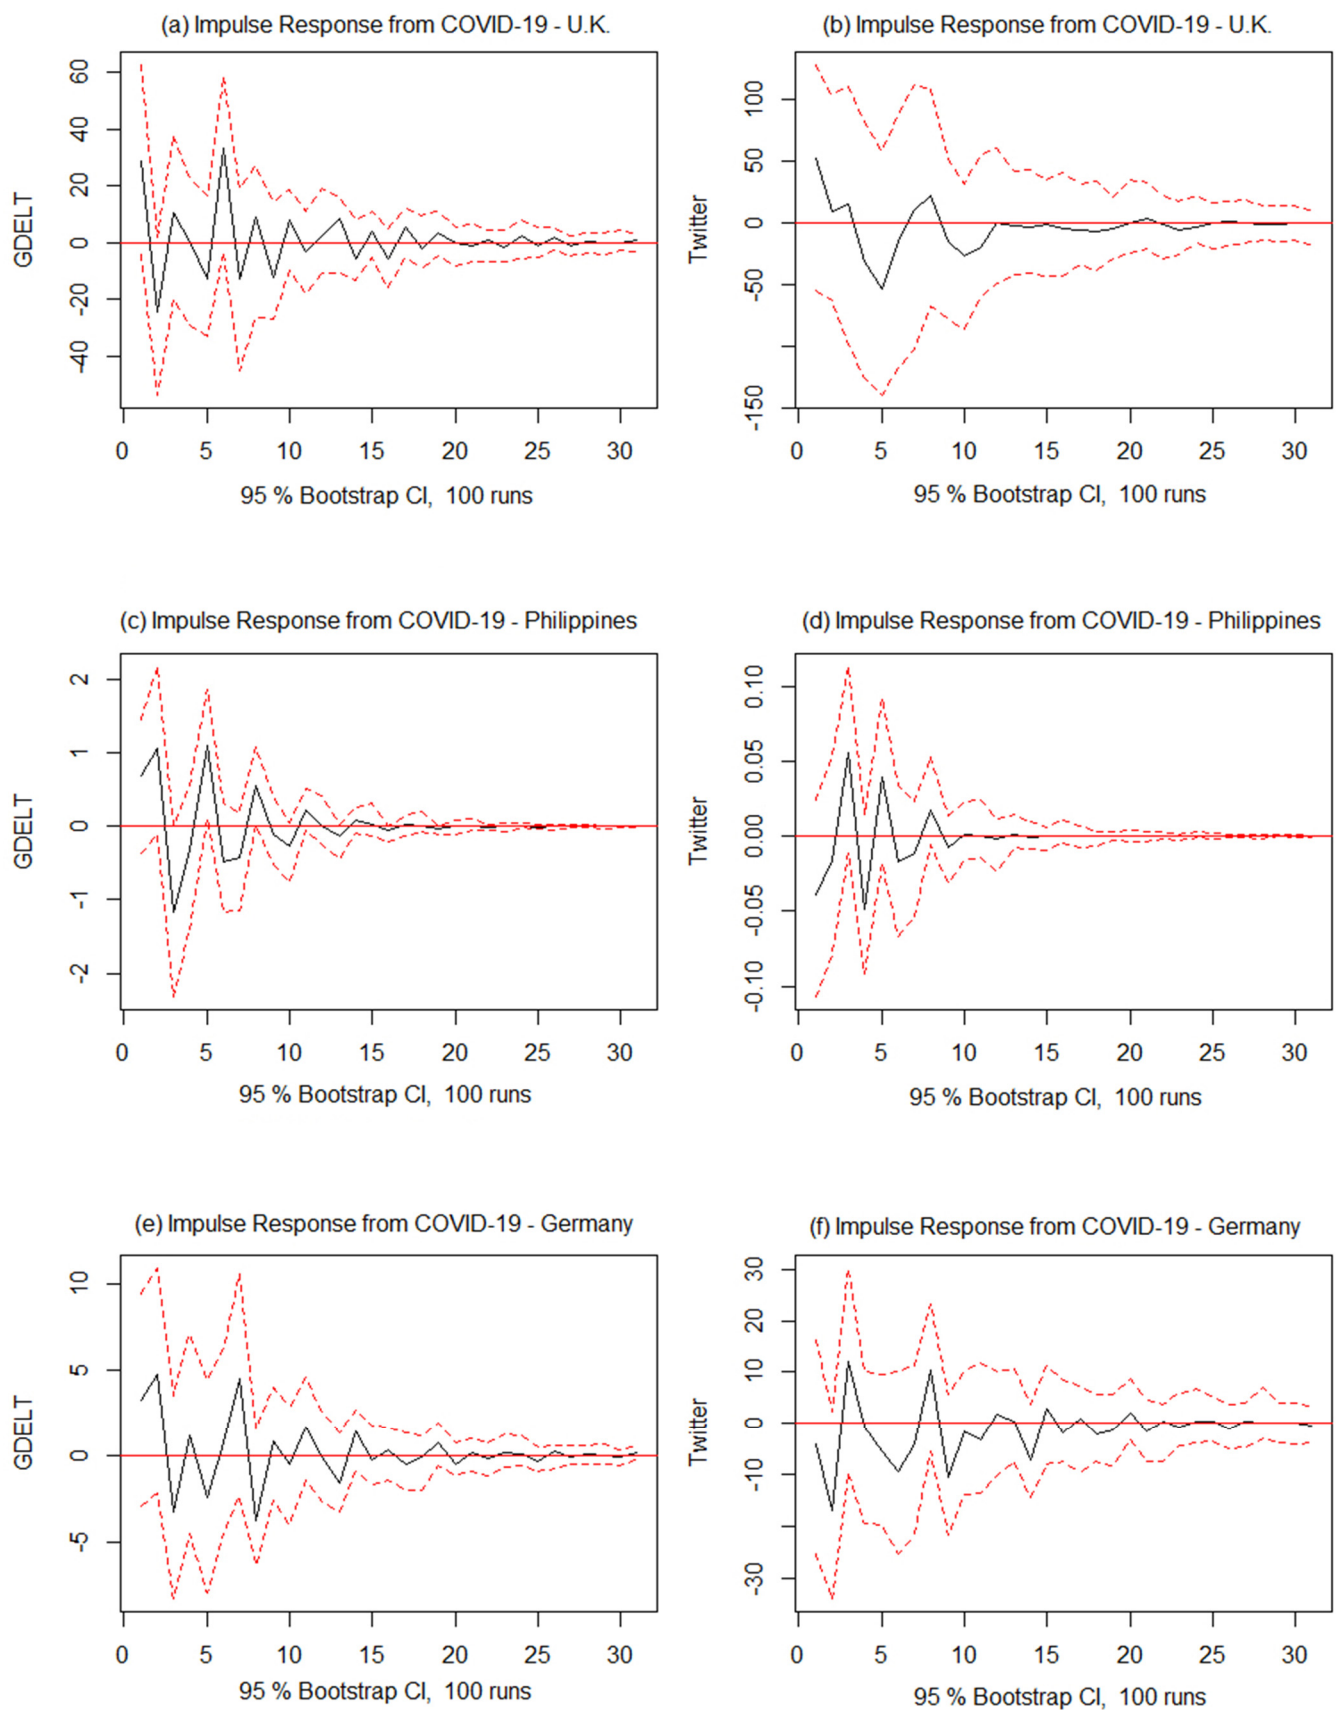 (a) Impulse Response from COVID-19 - U.K.
GDELT
60
40
20
0
-20
-40
0 5 10 15 20 25 30
95 % Bootstrap CI, 100 runs
(b) Impulse Response from COVID-19 - U.K.
Twitter
100
50
0
-50
-150
0 5 10 15 20 25 30
95 % Bootstrap CI, 100 runs
(c) Impulse Response from COVID-19 - Philippines
GDELT
2
1
0
-1
-2
0 5 10 15 20 25 30
95 % Bootstrap CI, 100 runs
(d) Impulse Response from COVID-19 - Philippines
Twitter
0.10
0.05
0.00
-0.05
-0.10
0 5 10 15 20 25 30
95 % Bootstrap CI, 100 runs
(e) Impulse Response from COVID-19 - Germany
GDELT
10
5
0
-5
0 5 10 15 20 25 30
95 % Bootstrap CI, 100 runs
(f) Impulse Response from COVID-19 - Germany
Twitter
30
20
10
0
-10
-30
0 5 10 15 20 25 30
95 % Bootstrap CI, 100 runs